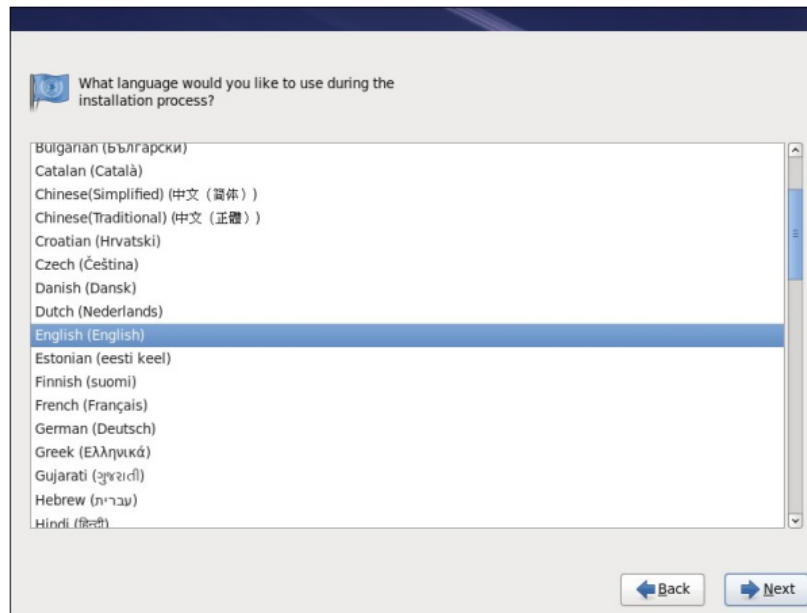 What language would you like to use during the
installation process?
Bulgarian (Български)
Catalan (Català)
Chinese(Simplified) (中文（简体）)
Chinese(Traditional) (中文（正體）)
Croatian (Hrvatski)
Czech (Čeština)
Danish (Dansk)
Dutch (Nederlands)
English (English)
Estonian (eesti keel)
Finnish (suomi)
French (Français)
German (Deutsch)
Greek (Ελληνικά)
Gujarati (ગુજરાતી)
Hebrew (עברית)
Hindi (हिन्दी)
Back
Next